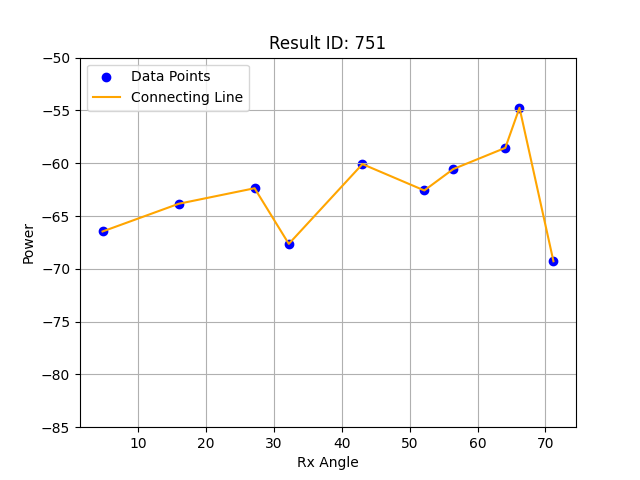 Result ID: 751
Data Points
Connecting Line
Power
−50
−55
−60
−65
−70
−75
−80
−85
10 20 30 40 50 60 70
Rx Angle